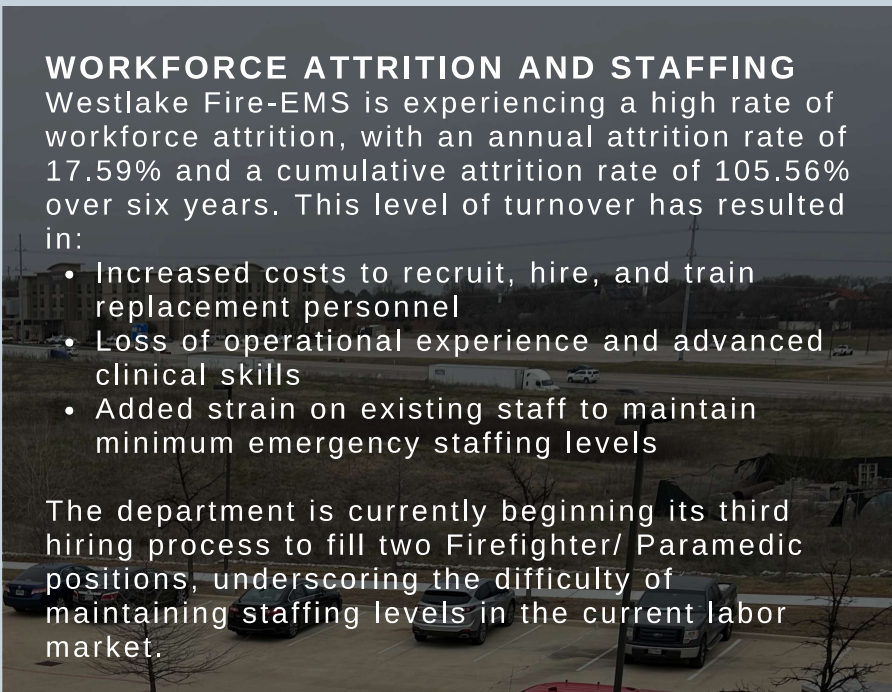 WORKFORCE ATTRITION AND STAFFING
Westlake Fire-EMS is experiencing a high rate of
workforce attrition, with an annual attrition rate of
17.59% and a cumulative attrition rate of 105.56%
over six years. This level of turnover has resulted
in:
• Increased costs to recruit, hire, and train
replacement personnel
• Loss of operational experience and advanced
clinical skills
• Added strain on existing staff to maintain
minimum emergency staffing levels
The department is currently beginning its third
hiring process to fill two Firefighter/ Paramedic
positions, underscoring the difficulty of
maintaining staffing levels in the current labor
market.